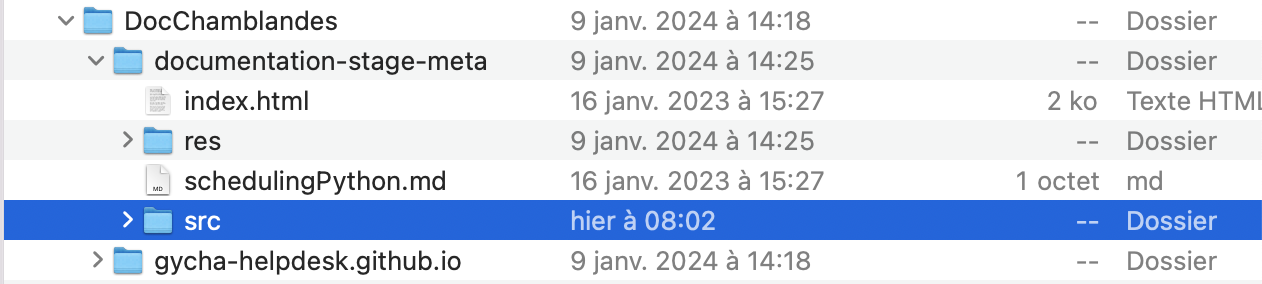 DocChamblandes 9 janv. 2024 à 14:18 -- Dossier
documentation-stage-meta 9 janv. 2024 à 14:25 -- Dossier
index.html 16 janv. 2023 à 15:27 2 ko Texte HTML
res 9 janv. 2024 à 14:25 -- Dossier
MD schedulingPython.md 16 janv. 2023 à 15:27 1 octet md
src hier à 08:02 -- Dossier
gycha-helpdesk.github.io 9 janv. 2024 à 14:18 -- Dossier